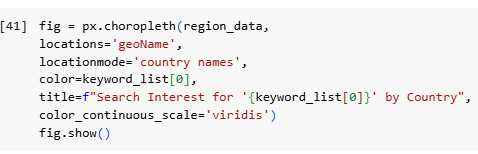 [41] fig = px.choropleth(region_data,
locations='geoName',
locationmode='country names',
color=keyword_list[0],
title=f"Search Interest for '{keyword_list[0]}' by Country",
color_continuous_scale='viridis')
fig.show()